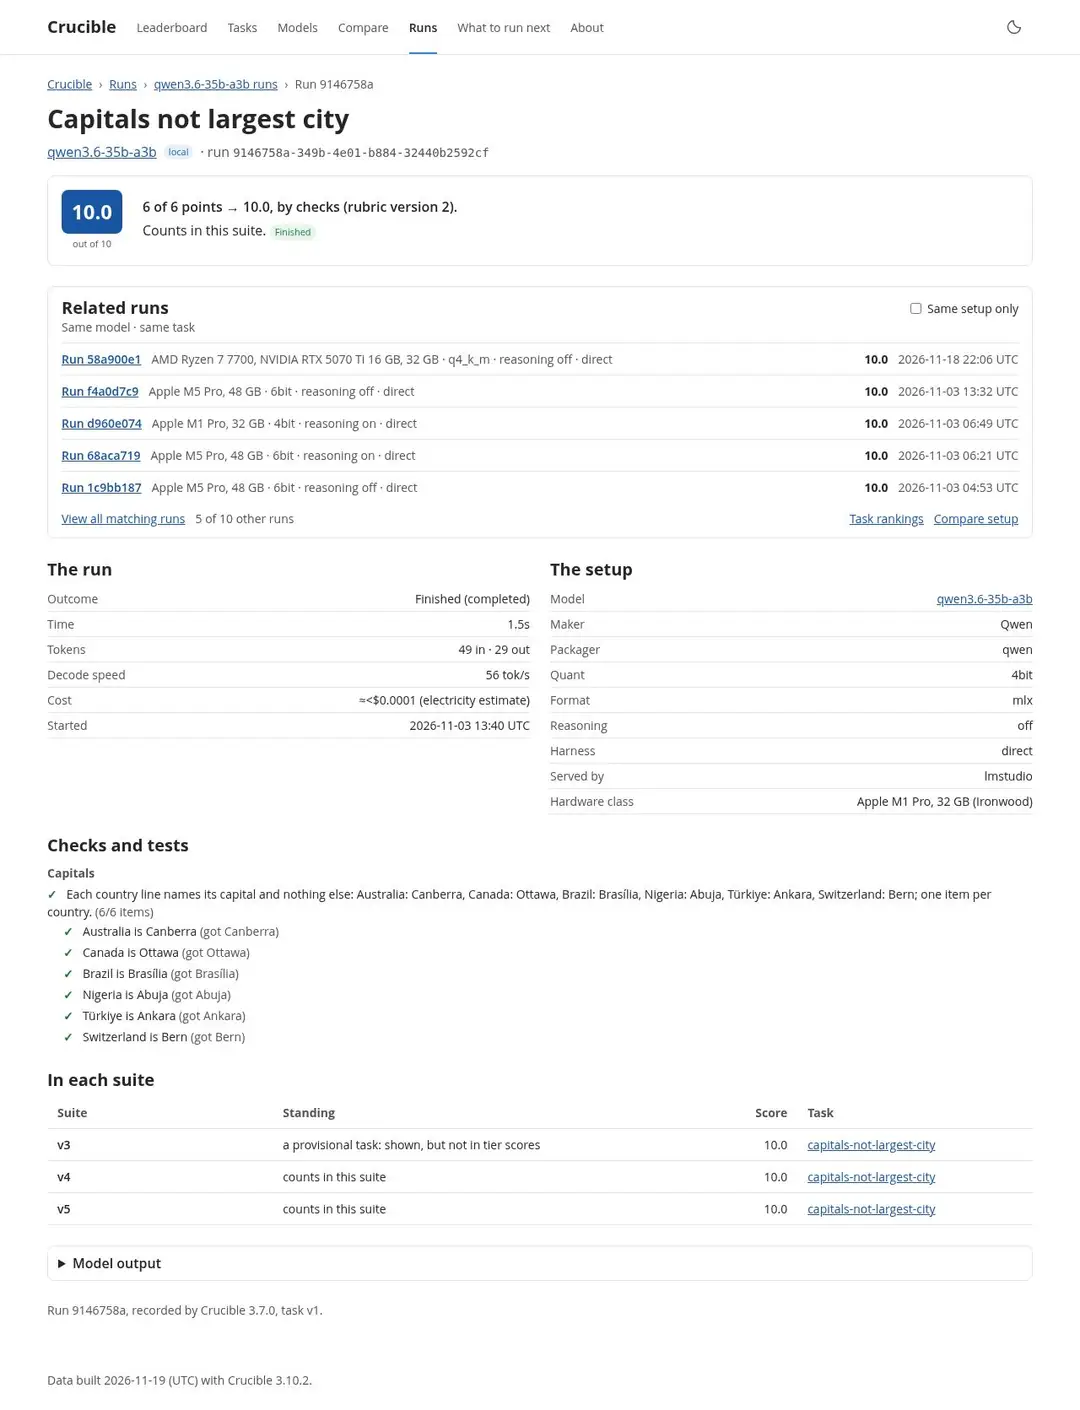 Crucible Leaderboard Tasks Models Compare Runs What to run next About
Crucible › Runs › qwen3.6-35b-a3b runs › Run 9146758a
Capitals not largest city
qwen3.6-35b-a3b local · run 9146758a-349b-4e01-b884-32440b2592cf
10.0
out of 10
6 of 6 points → 10.0, by checks (rubric version 2).
Counts in this suite. Finished
Related runs
Same setup only
Same model · same task
Run 58a900e1 AMD Ryzen 7 7700, NVIDIA RTX 5070 Ti 16 GB, 32 GB · q4_k_m · reasoning off · direct 10.0 2026-11-18 22:06 UTC
Run f4a0d7c9 Apple M5 Pro, 48 GB · 6bit · reasoning off · direct 10.0 2026-11-03 13:32 UTC
Run d960e074 Apple M1 Pro, 32 GB · 4bit · reasoning on · direct 10.0 2026-11-03 06:49 UTC
Run 68aca719 Apple M5 Pro, 48 GB · 6bit · reasoning on · direct 10.0 2026-11-03 06:21 UTC
Run 1c9bb187 Apple M5 Pro, 48 GB · 6bit · reasoning off · direct 10.0 2026-11-03 04:53 UTC
View all matching runs 5 of 10 other runs Task rankings Compare setup
The run
Outcome Finished (completed)
Time 1.5s
Tokens 49 in · 29 out
Decode speed 56 tok/s
Cost ≈<$0.0001 (electricity estimate)
Started 2026-11-03 13:40 UTC
The setup
Model qwen3.6-35b-a3b
Maker Qwen
Packager qwen
Quant 4bit
Format mlx
Reasoning off
Harness direct
Served by lmstudio
Hardware class Apple M1 Pro, 32 GB (Ironwood)
Checks and tests
Capitals
✓ Each country line names its capital and nothing else: Australia: Canberra, Canada: Ottawa, Brazil: Brasília, Nigeria: Abuja, Türkiye: Ankara, Switzerland: Bern; one item per
country. (6/6 items)
✓ Australia is Canberra (got Canberra)
✓ Canada is Ottawa (got Ottawa)
✓ Brazil is Brasília (got Brasília)
✓ Nigeria is Abuja (got Abuja)
✓ Türkiye is Ankara (got Ankara)
✓ Switzerland is Bern (got Bern)
In each suite
Suite Standing Score Task
v3 a provisional task: shown, but not in tier scores 10.0 capitals-not-largest-city
v4 counts in this suite 10.0 capitals-not-largest-city
v5 counts in this suite 10.0 capitals-not-largest-city
▶ Model output
Run 9146758a, recorded by Crucible 3.7.0, task v1.
Data built 2026-11-19 (UTC) with Crucible 3.10.2.